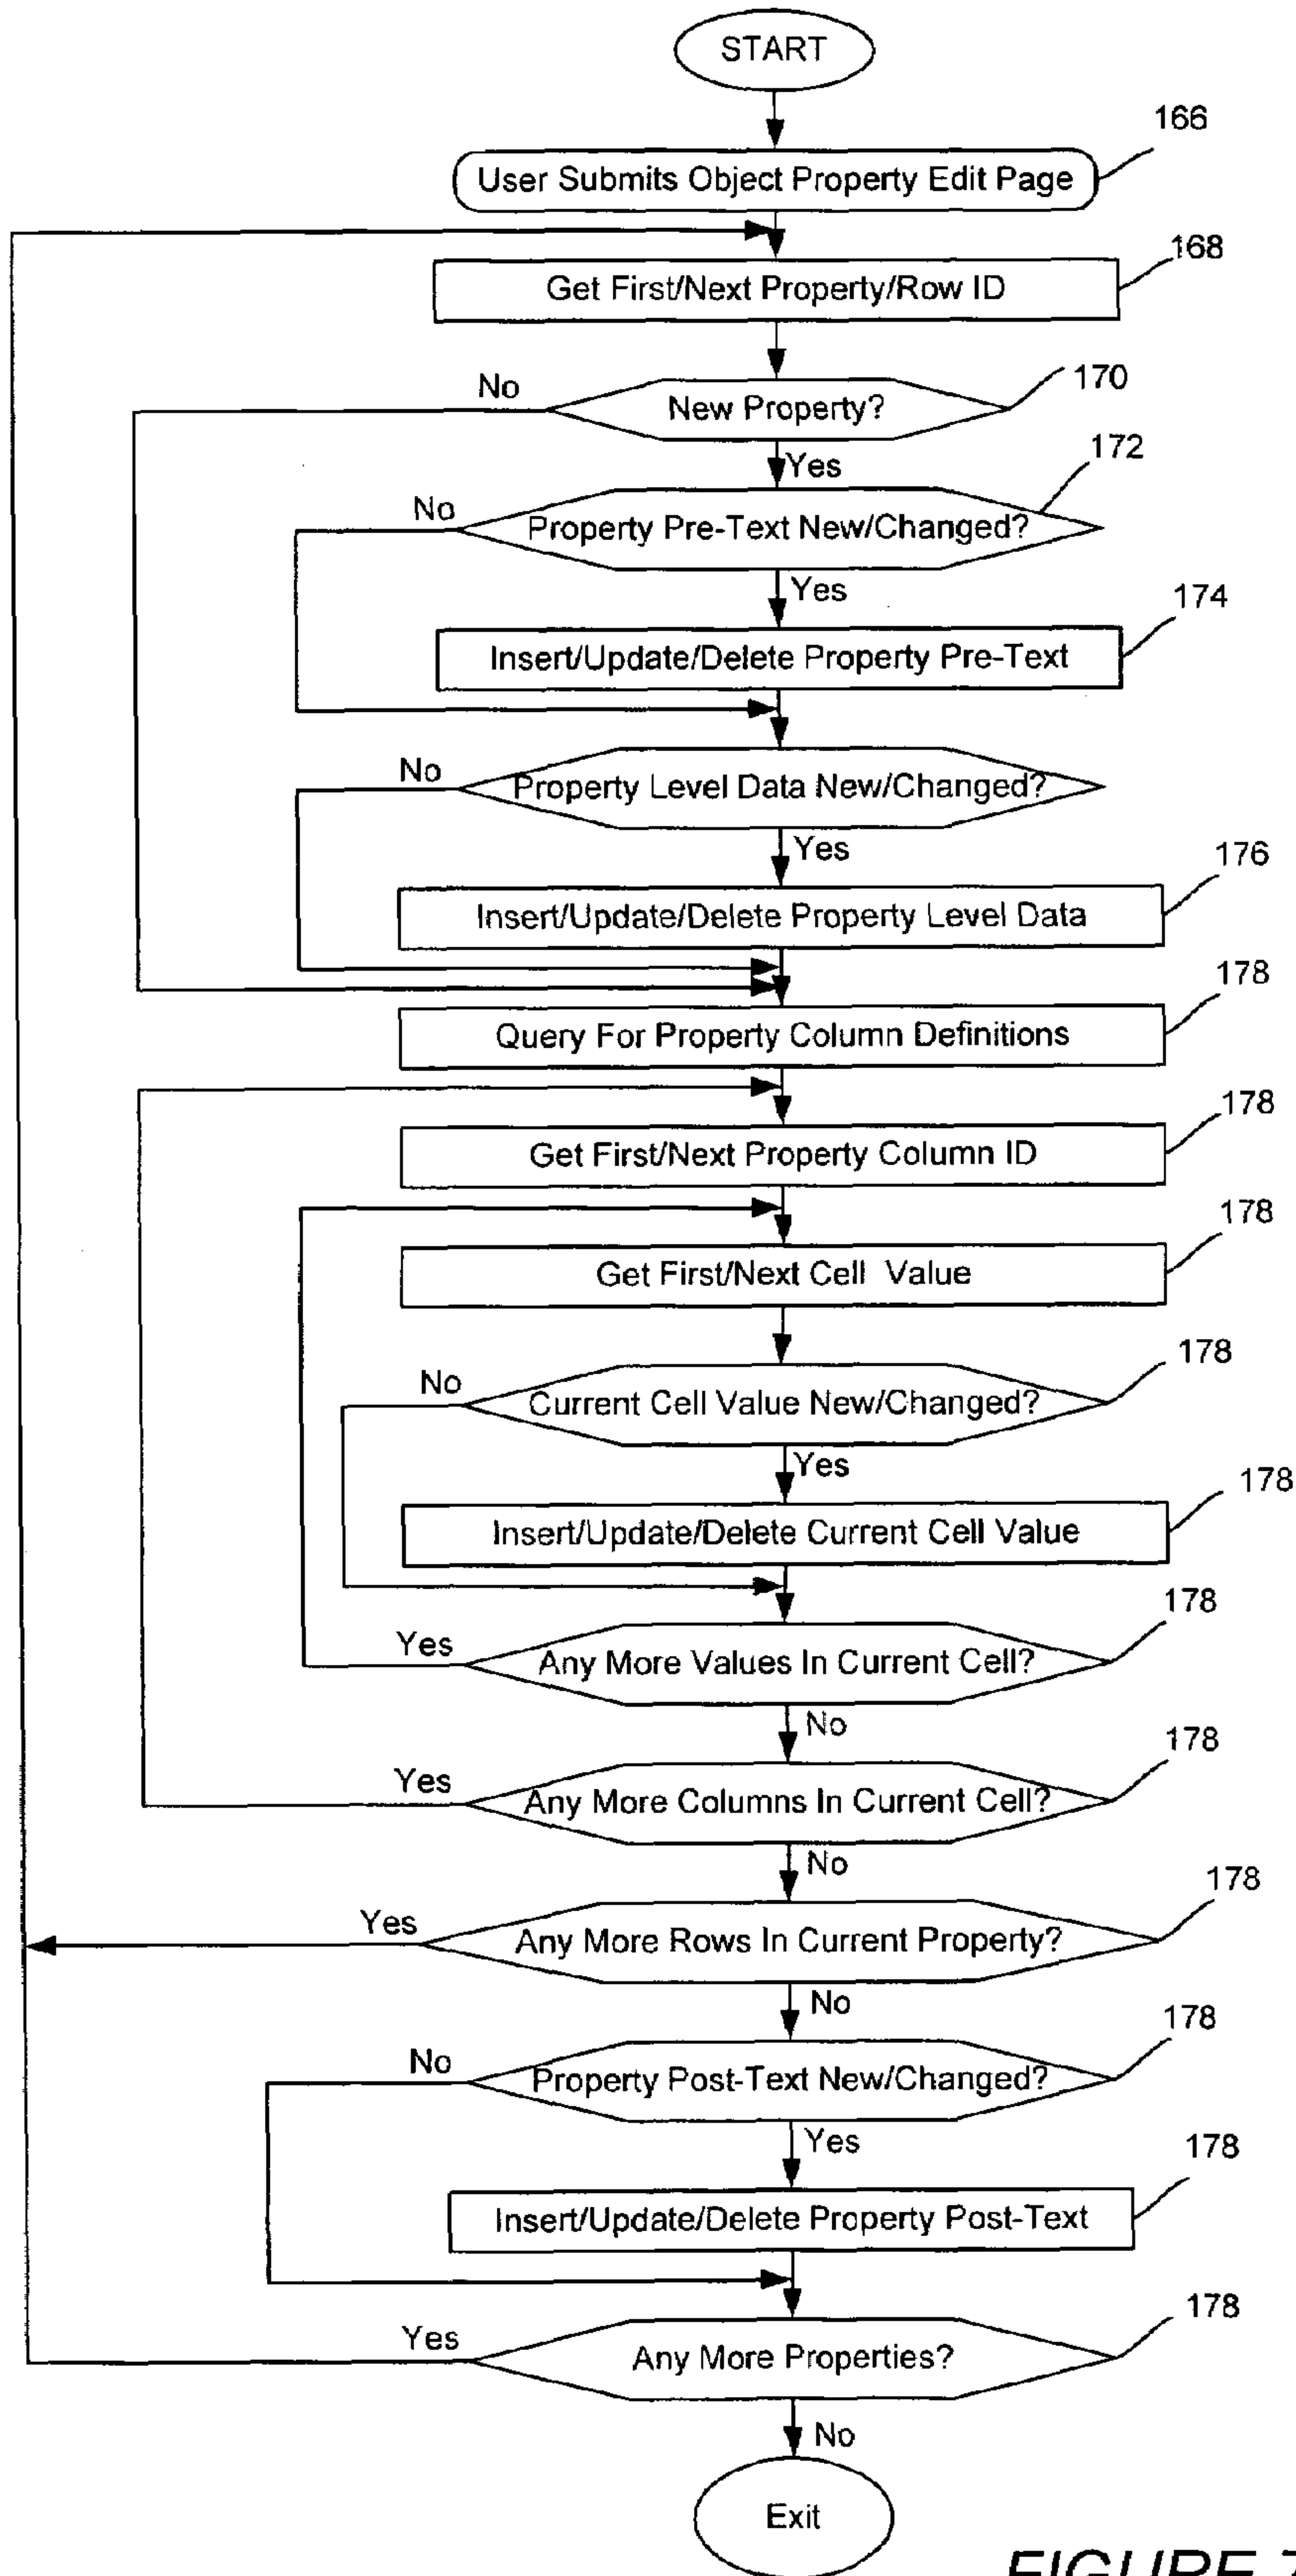 START
166
User Submits Object Property Edit Page
168
Get First/Next Property/Row ID
No
170
New Property?
Yes
172
No
Property Pre-Text New/Changed?
Yes
174
Insert/Update/Delete Property Pre-Text
No
Property Level Data New/Changed?
Yes
176
Insert/Update/Delete Property Level Data
178
Query For Property Column Definitions
178
Get First/Next Property Column ID
178
Get First/Next Cell Value
178
No
Current Cell Value New/Changed?
Yes
178
Insert/Update/Delete Current Cell Value
178
Yes
Any More Values In Current Cell?
No
178
Yes
Any More Columns In Current Cell?
No
178
Yes
Any More Rows In Current Property?
No
178
No
Property Post-Text New/Changed?
Yes
178
Insert/Update/Delete Property Post-Text
178
Yes
Any More Properties?
No
Exit
FIGURE 7